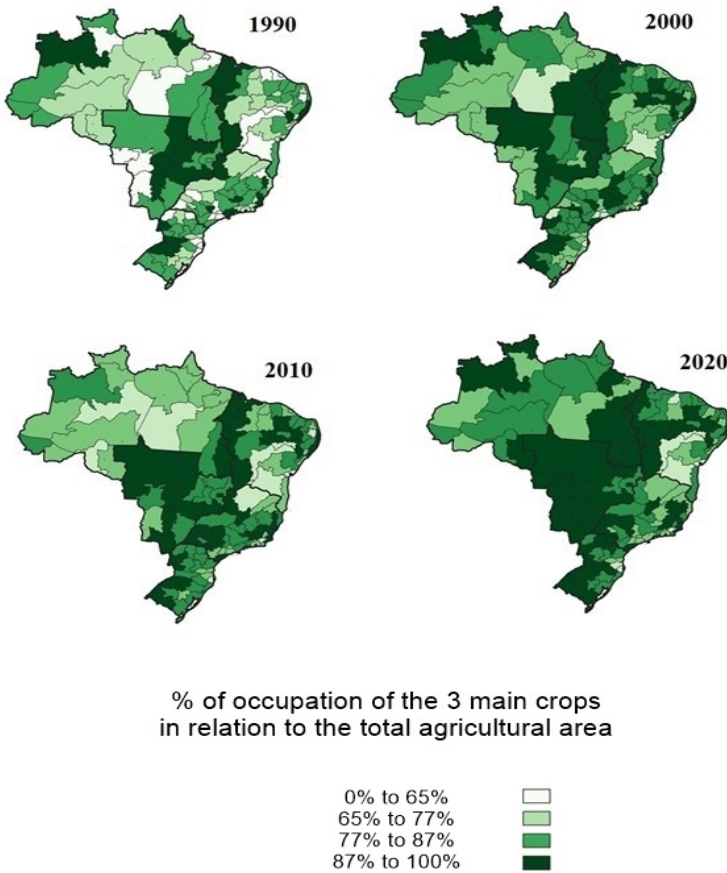 1990
2000
2010
2020
% of occupation of the 3 main crops
in relation to the total agricultural area
0% to 65%
65% to 77%
77% to 87%
87% to 100%